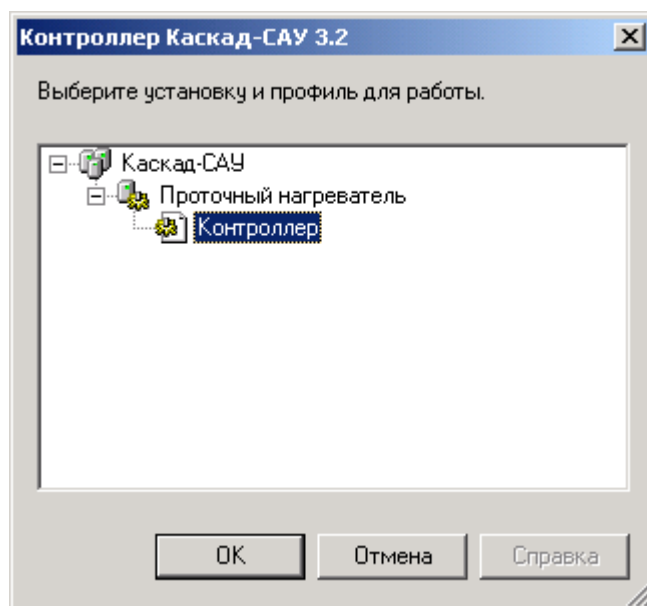 Контроллер Каскад-САУ 3.2
Выберите установку и профиль для работы.
Каскад-САУ
Проточный нагреватель
Контроллер
OK Отмена Справка